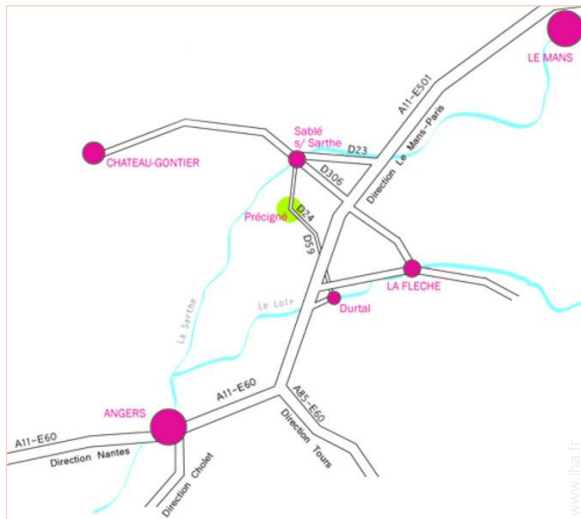 LE MANS
A11-E501
Direction Le Mans-Paris
Sablé
s/ Sarthe
D23
CHATEAU-GONTIER
D306
Précigné
D24
D59
LA FLECHE
Durtal
Le Loir
La Sarthe
A11-E60
A85-E60
ANGERS
Direction Tours
A11-E60
Direction Nantes
Direction Cholet
www.iha.fr